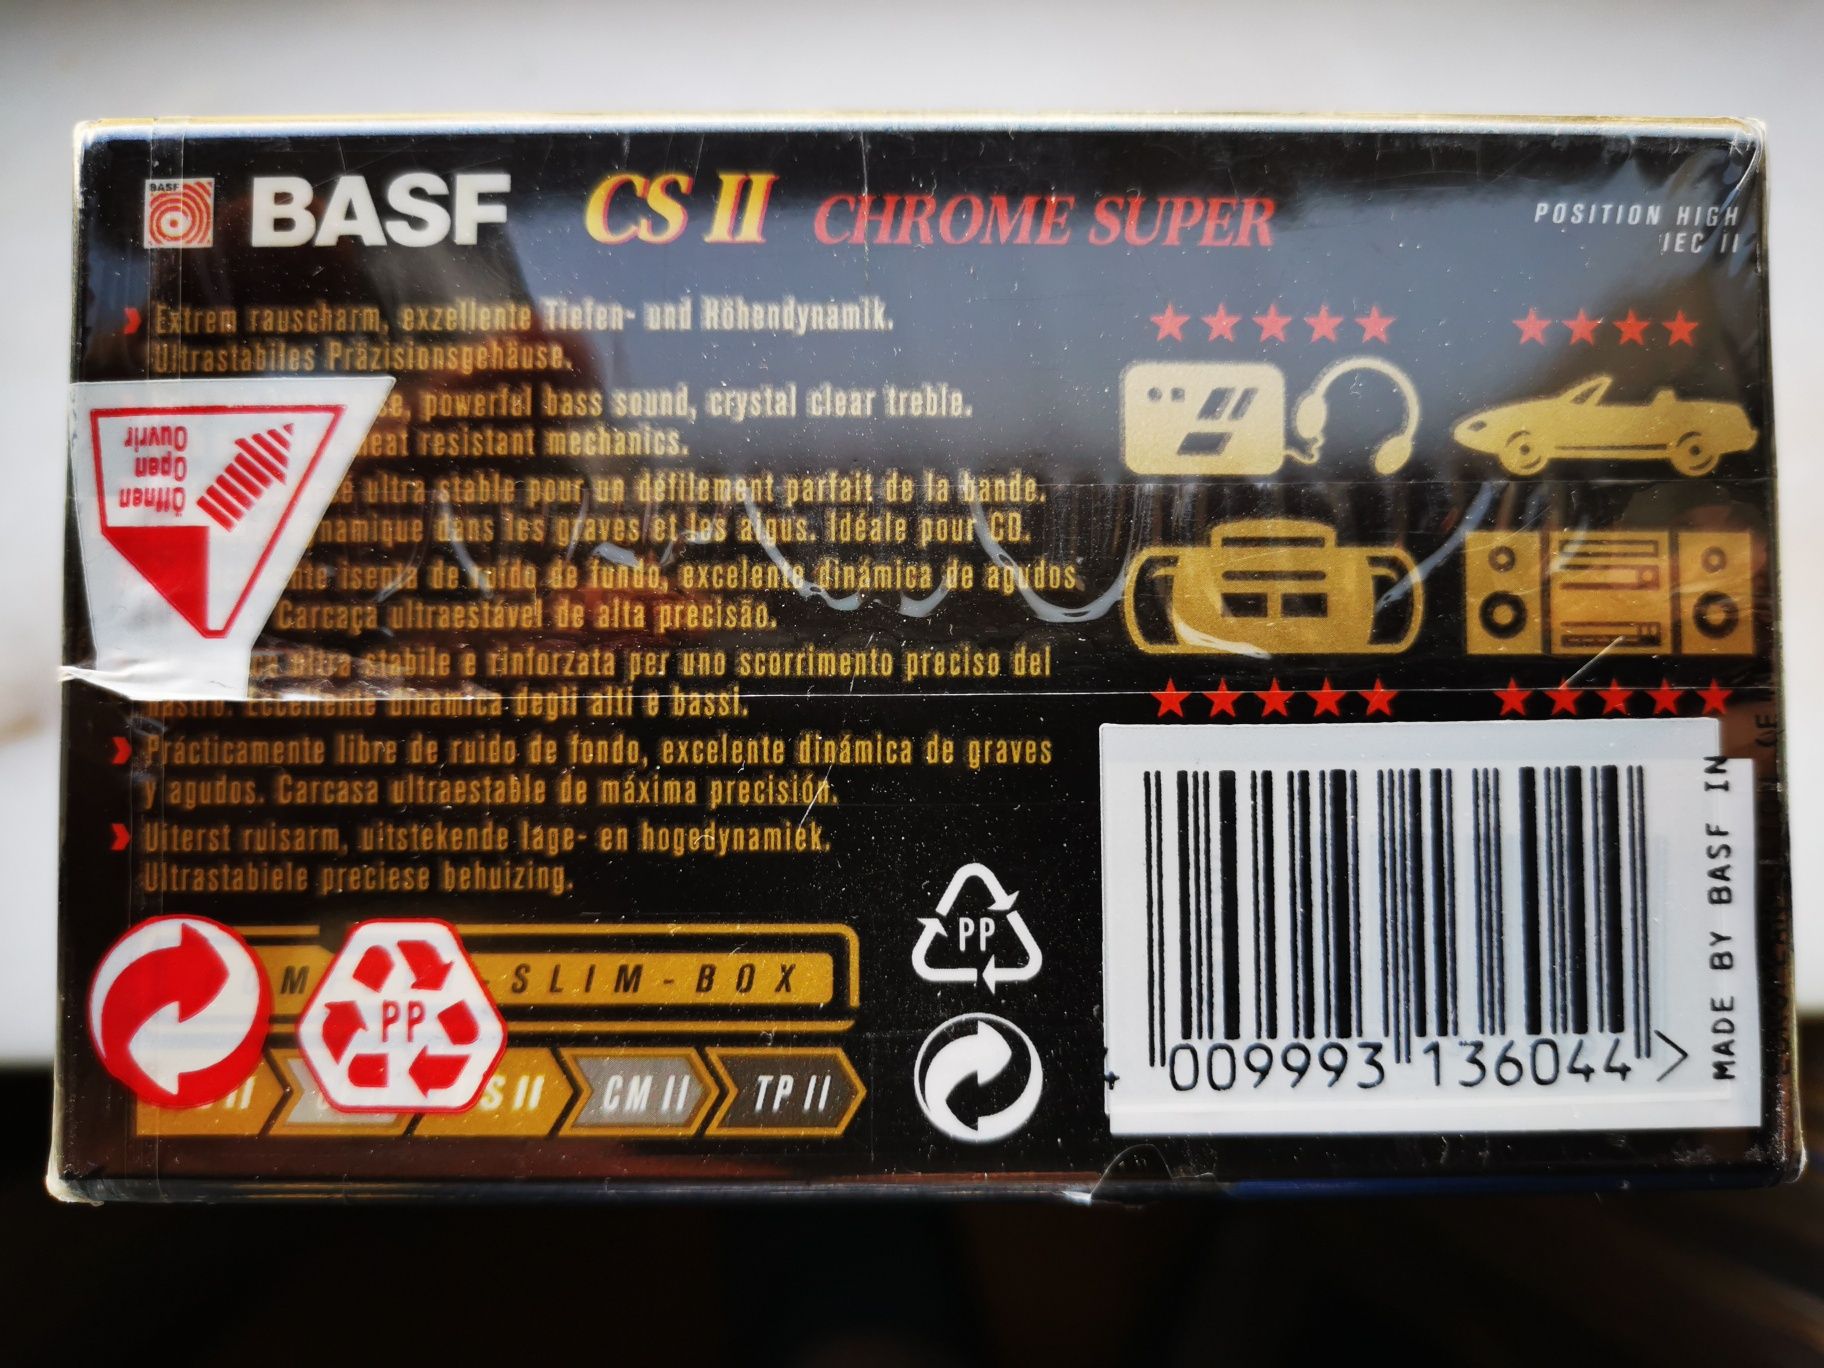 BASF
BASF CS II CHROME SUPER
POSITION HIGH
IEC II
Extrem rauscharm, exzellente Tiefen- und Höhendynamik.
Ultrastabiles Präzisionsgehäuse.
powerful bass sound, crystal clear treble.
heat resistant mechanics.
ultra stable pour un défilement parfait de la bande.
dans les graves et les aigus. Idéale pour CD.
isenta de ruído de fundo, excelente dinámica de agudos
Carcaça ultraestável de alta precisão.
ultra stabile e rinforzata per uno scorrimento preciso del
nastro. Eccellente dinamica degli alti e bassi.
Prácticamente libre de ruido de fondo, excelente dinámica de graves
y agudos. Carcasa ultraestable de máxima precisión.
Uiterst ruisarm, uitstekende lage- en hogedynamiek.
Ultrastabiele preciese behuizing.
Öffnen
Open
Ouvrir
PP
PP
SLIM-BOX
S II CM II TP II
4 009993 136044 >
MADE BY BASF IN